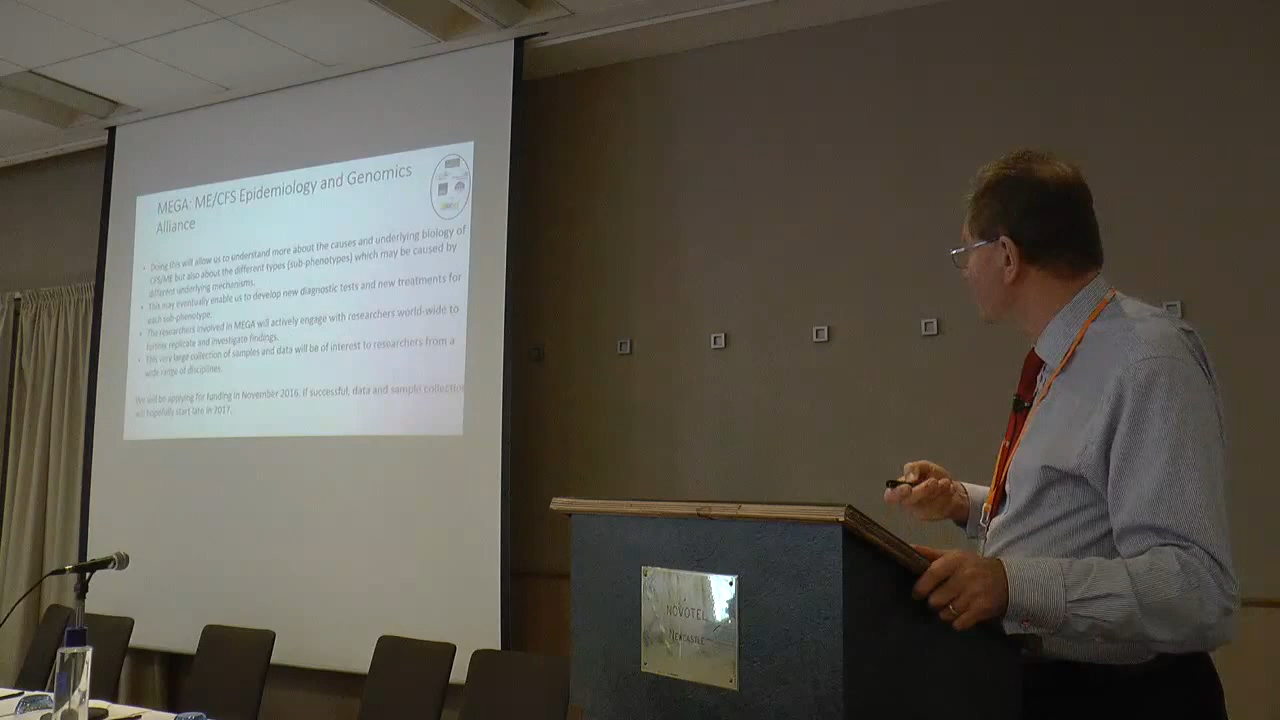 MEGA: ME/CFS Epidemiology and Genomics
Alliance
• Doing this will allow us to understand more about the causes and underlying biology of
CFS/ME but also about the different types (sub-phenotypes) which may be caused by
different underlying mechanisms.
• This may eventually enable us to develop new diagnostic tests and new treatments for
each sub-phenotype.
• The researchers involved in MEGA will actively engage with researchers world-wide to
further replicate and investigate findings.
• This very large collection of samples and data will be of interest to researchers from a
wide range of disciplines.
We will be applying for funding in November 2016. If successful, data and sample collection
will hopefully start late in 2017.
NOVOTEL
NEWCASTLE